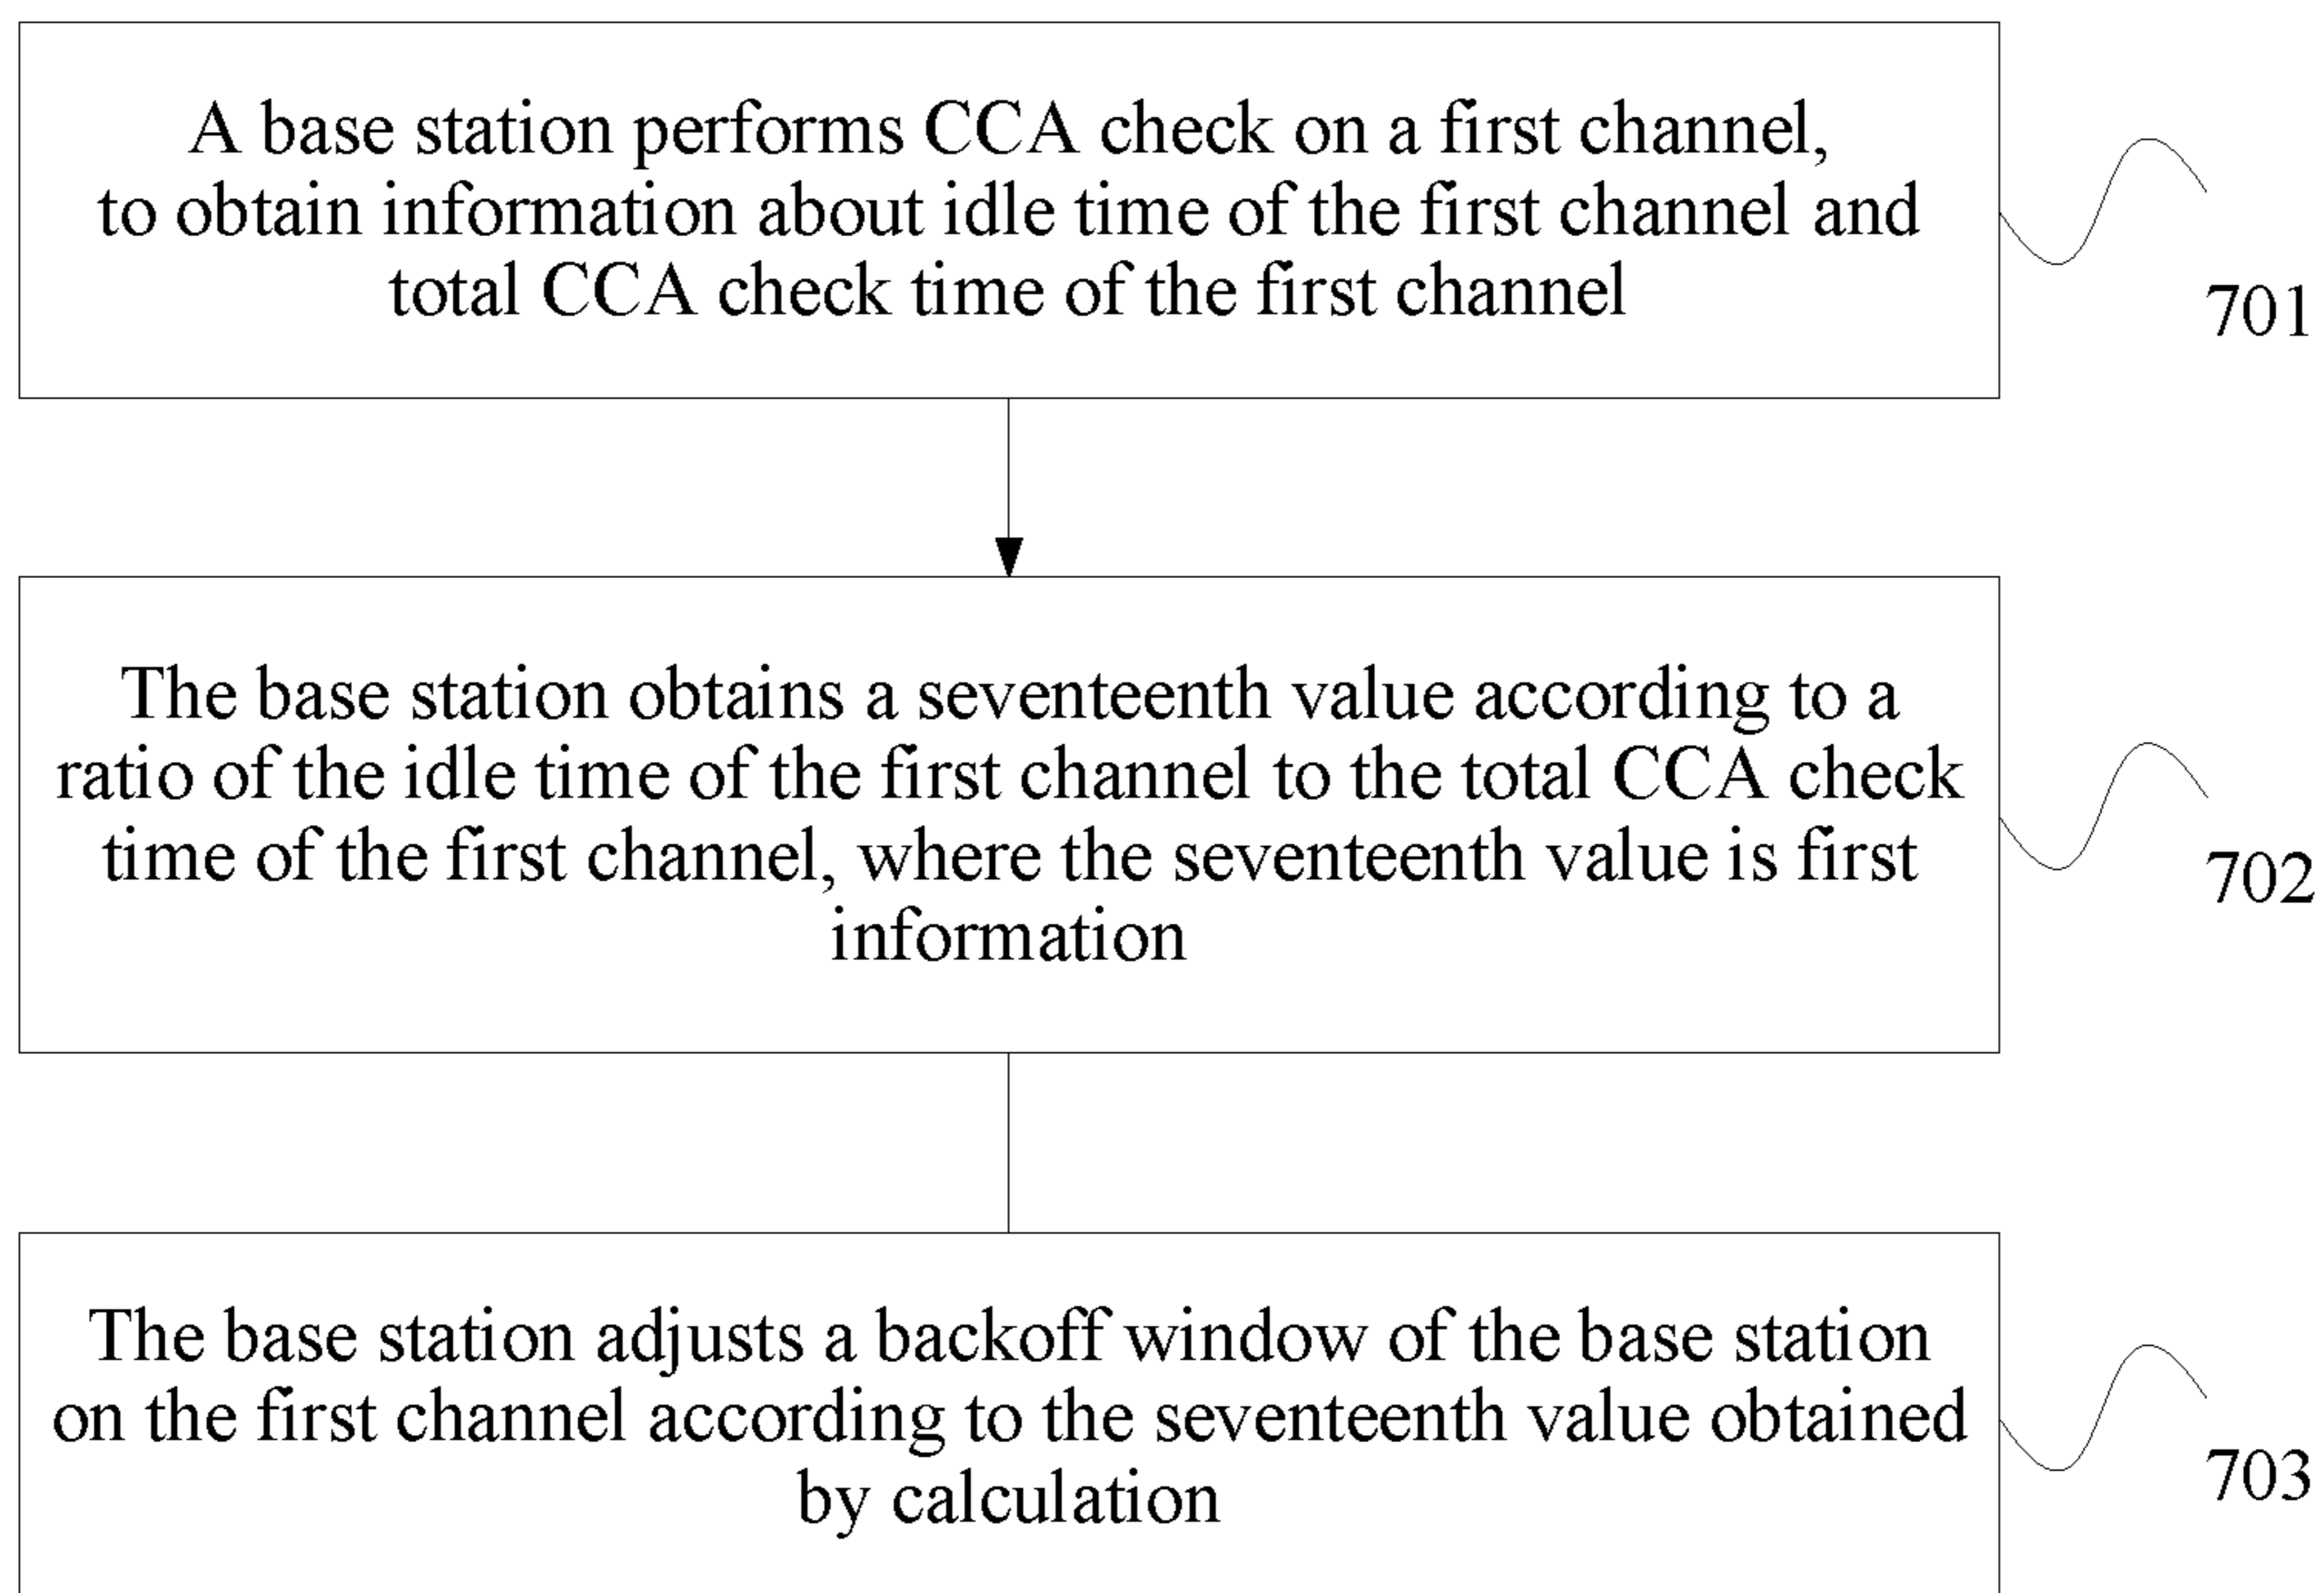 A base station performs CCA check on a first channel,
to obtain information about idle time of the first channel and
total CCA check time of the first channel
701
The base station obtains a seventeenth value according to a
ratio of the idle time of the first channel to the total CCA check
time of the first channel, where the seventeenth value is first
information
702
The base station adjusts a backoff window of the base station
on the first channel according to the seventeenth value obtained
by calculation
703